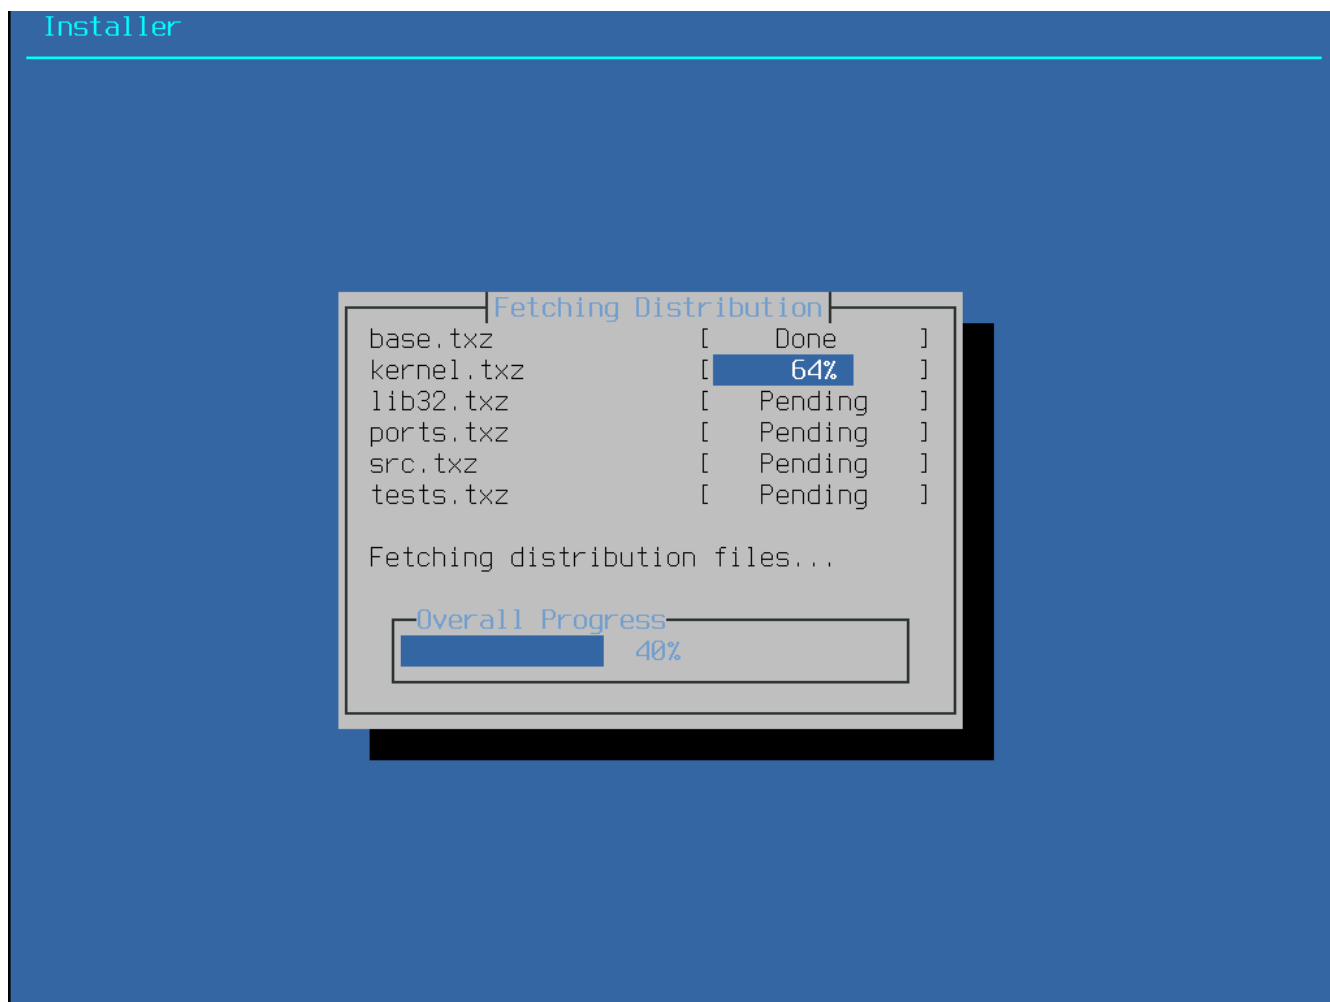 Installer
Fetching Distribution
base.txz [ Done ]
kernel.txz [ 64% ]
lib32.txz [ Pending ]
ports.txz [ Pending ]
src.txz [ Pending ]
tests.txz [ Pending ]
Fetching distribution files...
Overall Progress
40%